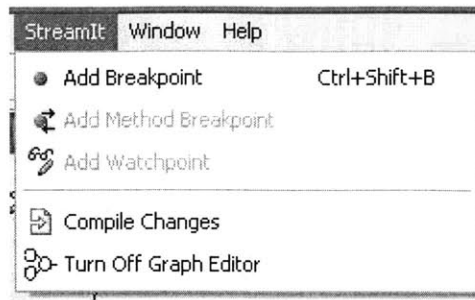 StreamIt Window Help
Add Breakpoint Ctrl+Shift+B
Add Method Breakpoint
Add Watchpoint
Compile Changes
Turn Off Graph Editor